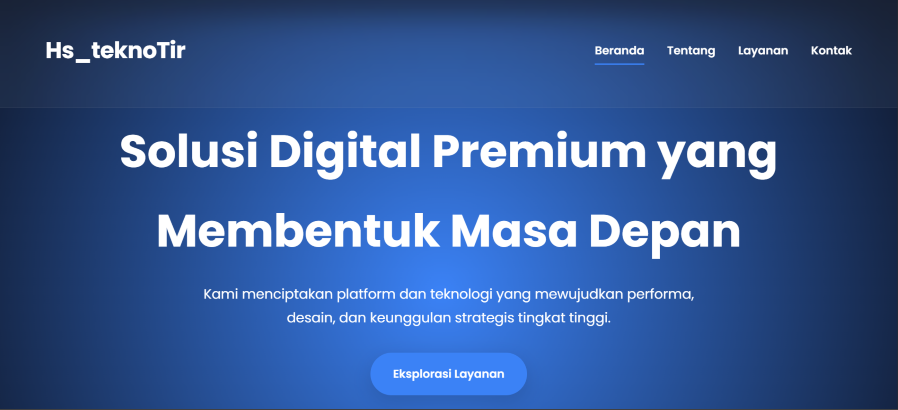 Hs_teknoTir
Beranda Tentang Layanan Kontak
Solusi Digital Premium yang
Membentuk Masa Depan
Kami menciptakan platform dan teknologi yang mewujudkan performa,
desain, dan keunggulan strategis tingkat tinggi.
Eksplorasi Layanan